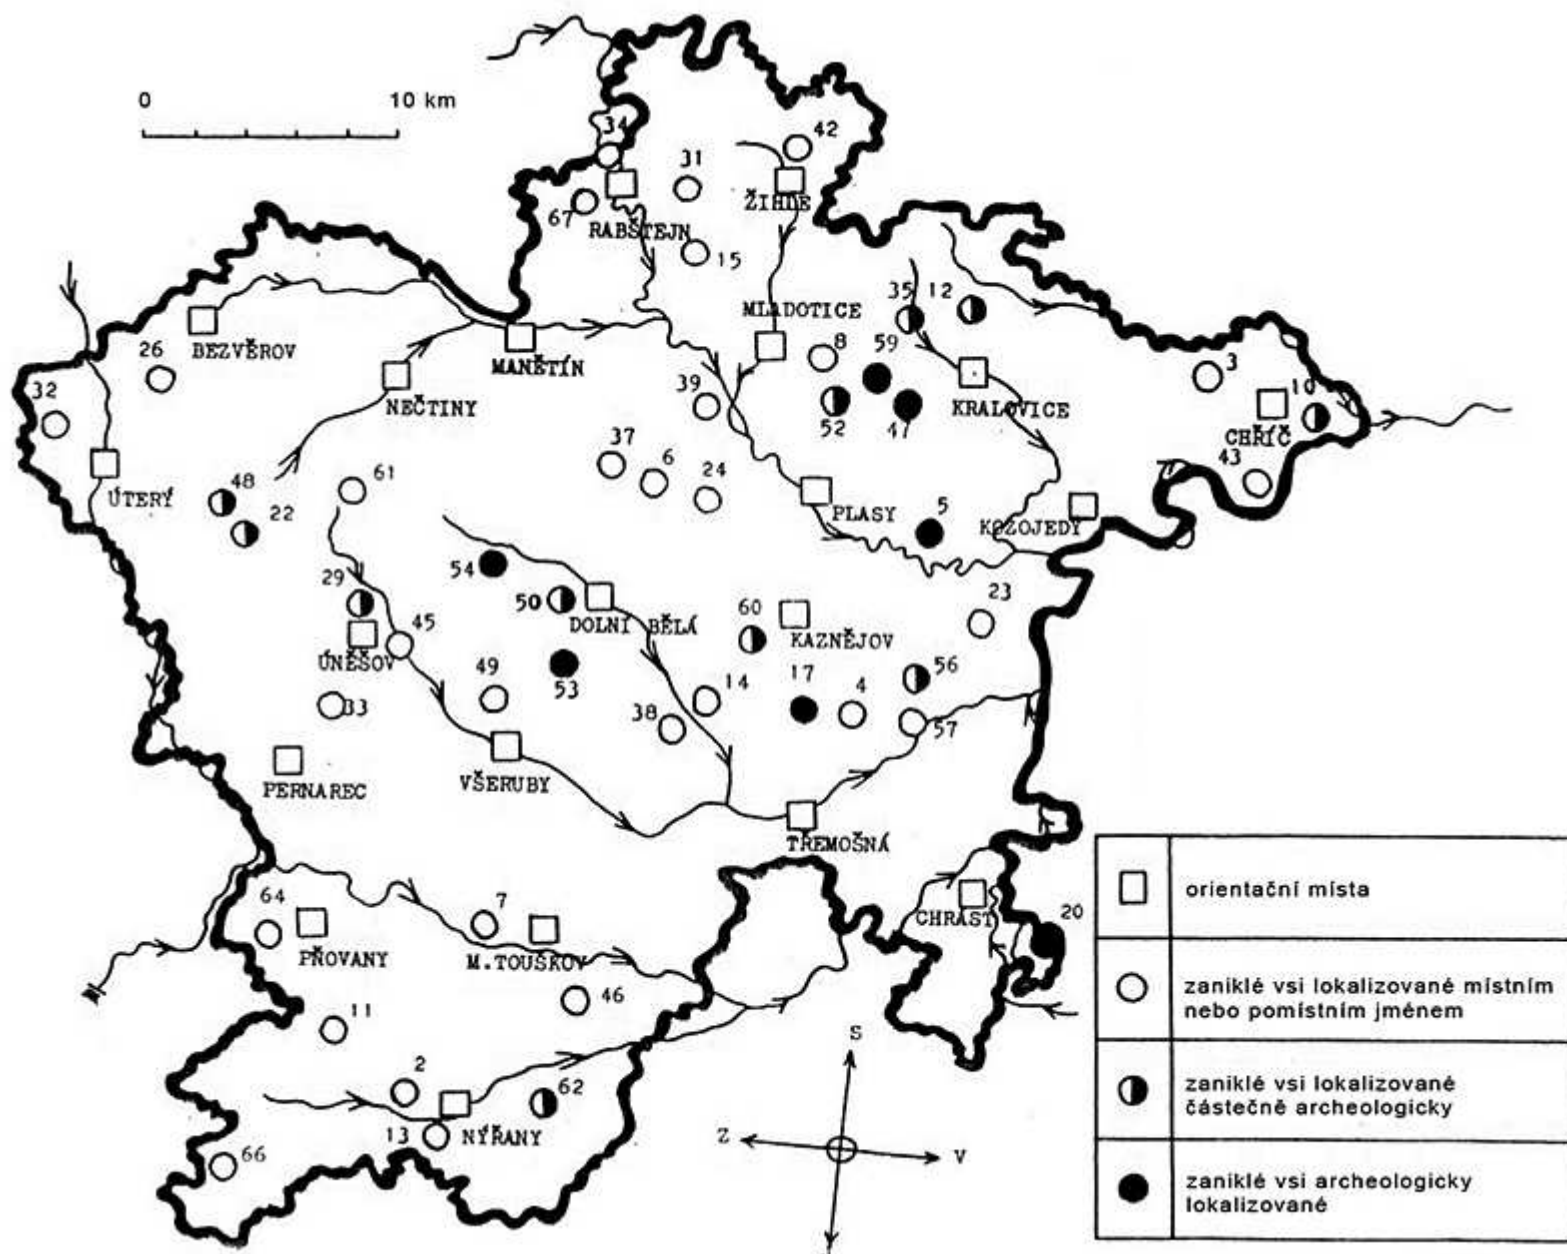 0 10 km
34
42
31
ŽIHLE
67
RABŠTEJN
15
MLADOTICE
35 12
BEZVĚROV
26
MANĚTÍN
8
59
3
32
NEČTINY
39
KRALOVICE
10
52
47
CHŘÍČ
37
6
24
43
ÚTERÝ
48
61
22
PLASY
5
KOZOJEDY
54
29
50
60
23
DOLNÍ BĚLÁ
KAZNĚJOV
45
ÚNĚŠOV
49
53
14
17
4
56
33
38
57
PERNAREC
VŠERUBY
TŘEMOŠNÁ
64
7
CHRÁST
20
PŇOVANY
M.TOUŠKOV
46
11
2
62
13
NÝŘANY
66
S
Z
V
orientační místa
zaniklé vsi lokalizované místním
nebo pomístním jménem
zaniklé vsi lokalizované
částečně archeologicky
zaniklé vsi archeologicky
lokalizované